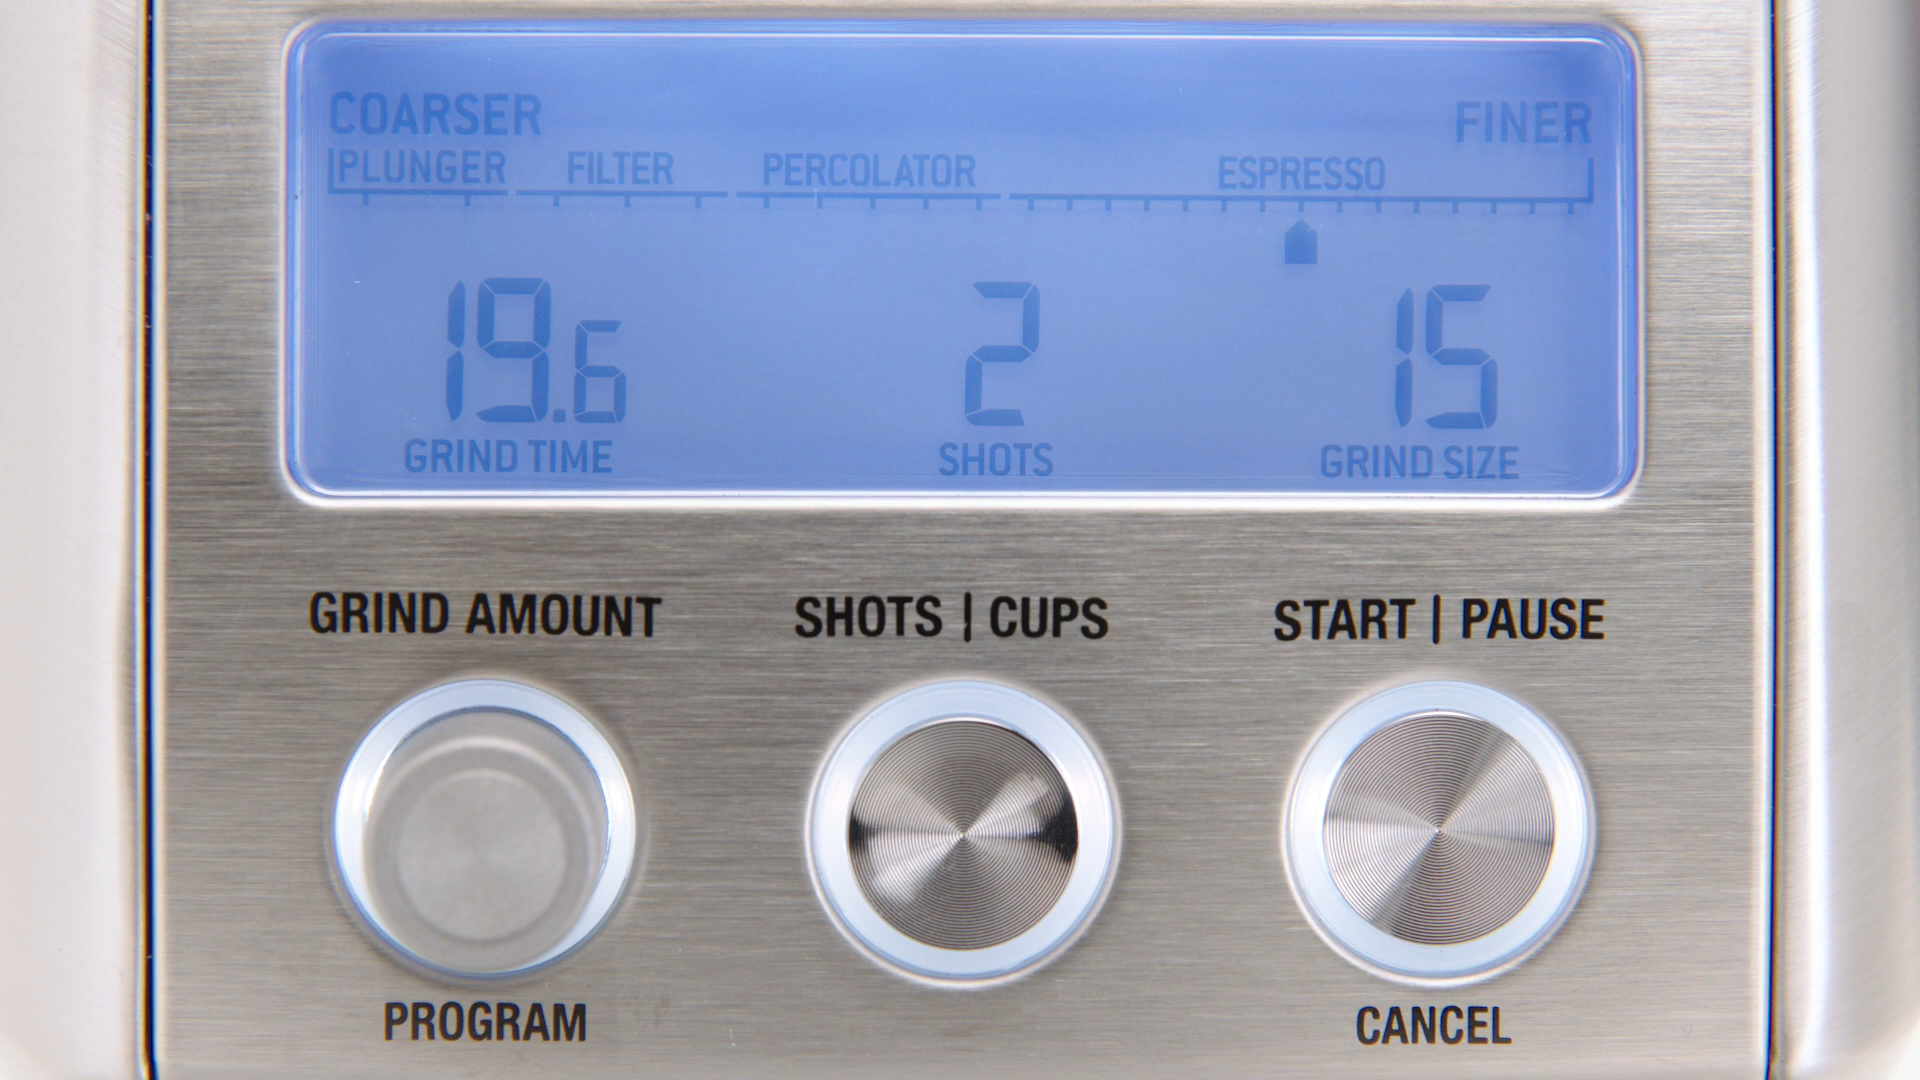 COARSER FINER
PLUNGER FILTER PERCOLATOR ESPRESSO
19.6 2 15
GRIND TIME SHOTS GRIND SIZE
GRIND AMOUNT SHOTS | CUPS START | PAUSE
PROGRAM CANCEL